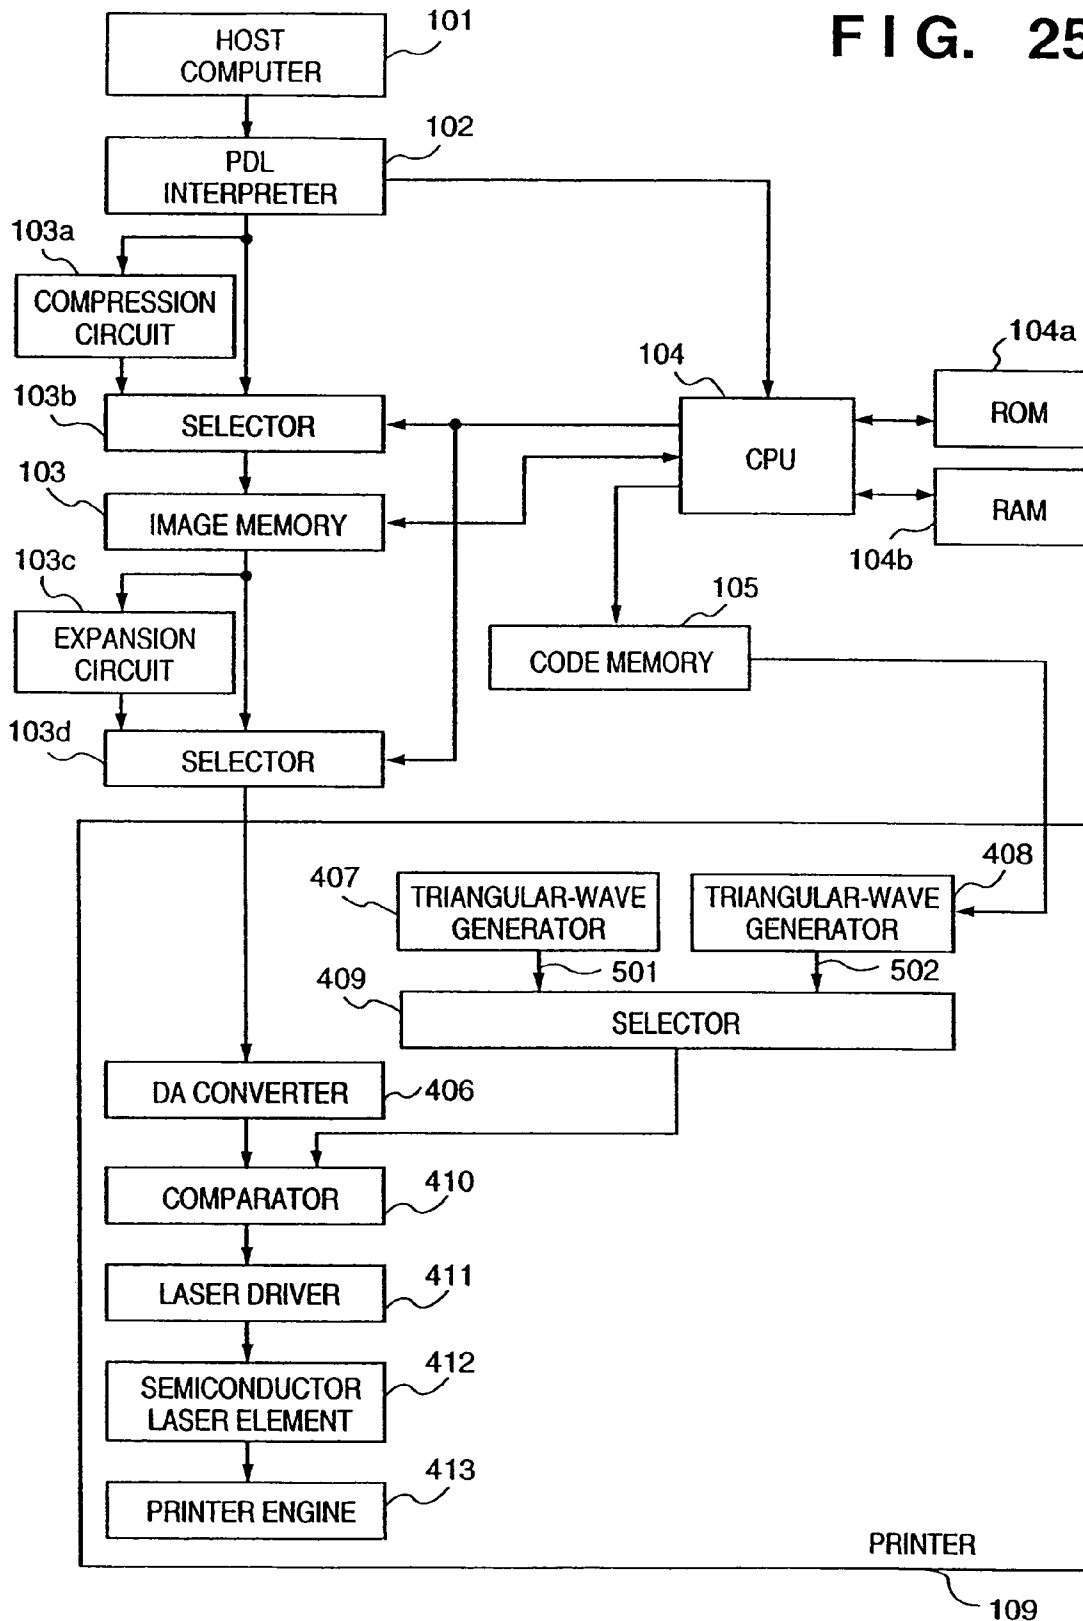 FIG. 25
101
HOST
COMPUTER
102
PDL
INTERPRETER
103a
COMPRESSION
CIRCUIT
104a
104
103b
SELECTOR
CPU
ROM
103
IMAGE MEMORY
RAM
104b
103c
105
EXPANSION
CIRCUIT
CODE MEMORY
103d
SELECTOR
407
TRIANGULAR-WAVE
GENERATOR
TRIANGULAR-WAVE
GENERATOR
408
501
502
409
SELECTOR
DA CONVERTER
406
COMPARATOR
410
LASER DRIVER
411
SEMICONDUCTOR
LASER ELEMENT
412
PRINTER ENGINE
413
PRINTER
109